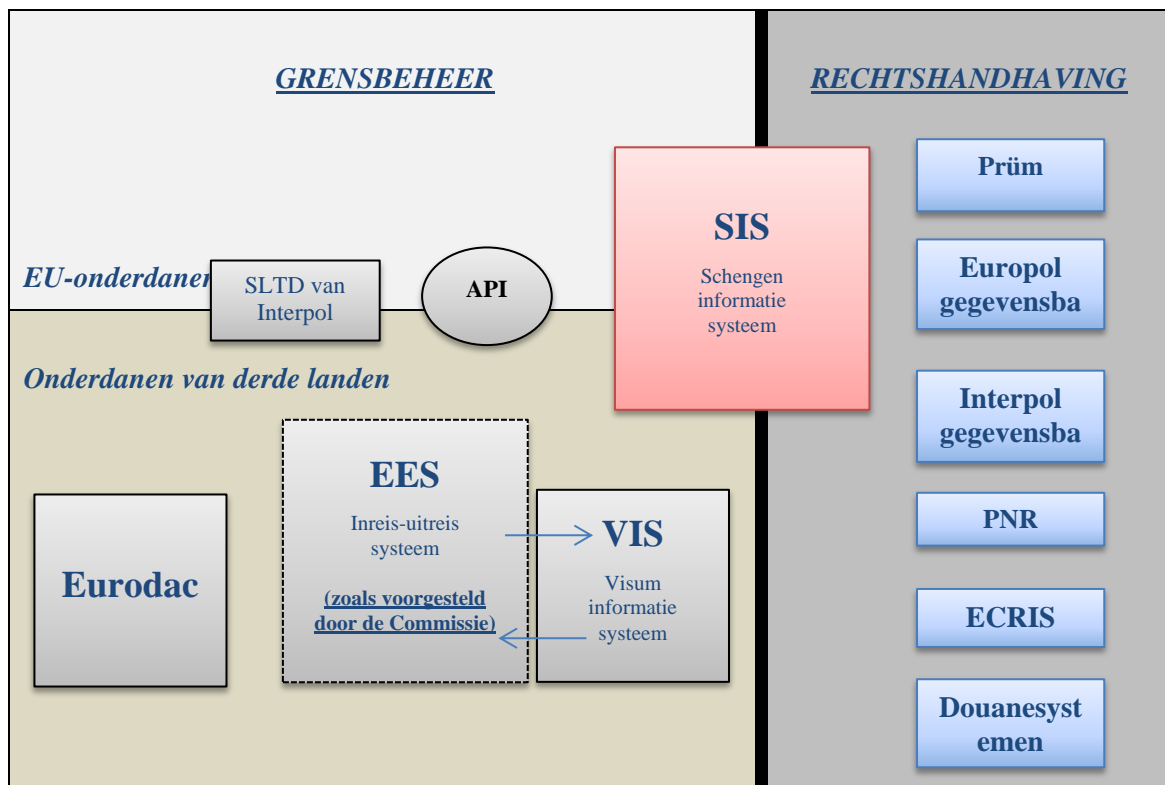 GRENSBEHEER
EU-onderdanen
SLTD van
Interpol
API
SIS
Schengen
informatie
systeem
Onderdanen van derde landen
Eurodac
EES
Inreis-uitreis
systeem
(zoals voorgesteld
door de Commissie)
VIS
Visum
informatie
systeem
RECHTSHANDHAVING
Prüm
Europol
gegevensba
Interpol
gegevensba
PNR
ECRIS
Douanesyst
emen